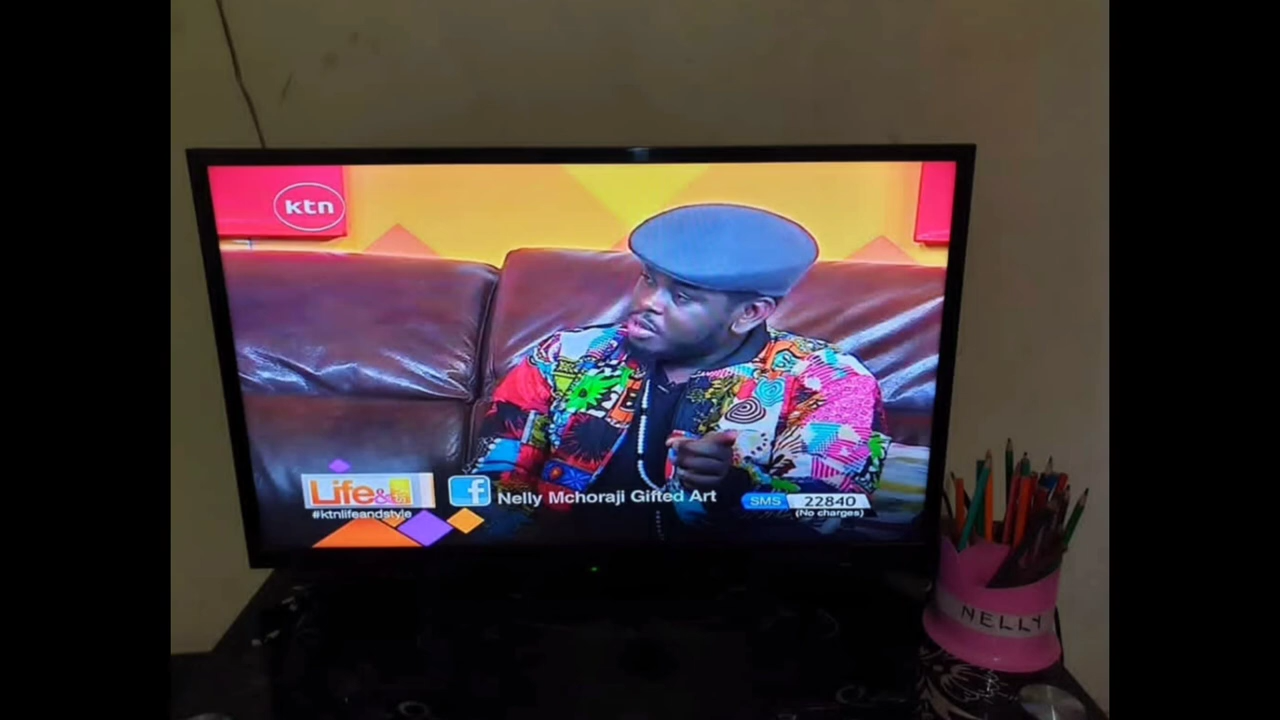 ktn
Life&
#ktnlifeandstyle
f Nelly Mchoraji Gifted Art
SMS 22840
(No charges)
NELLY